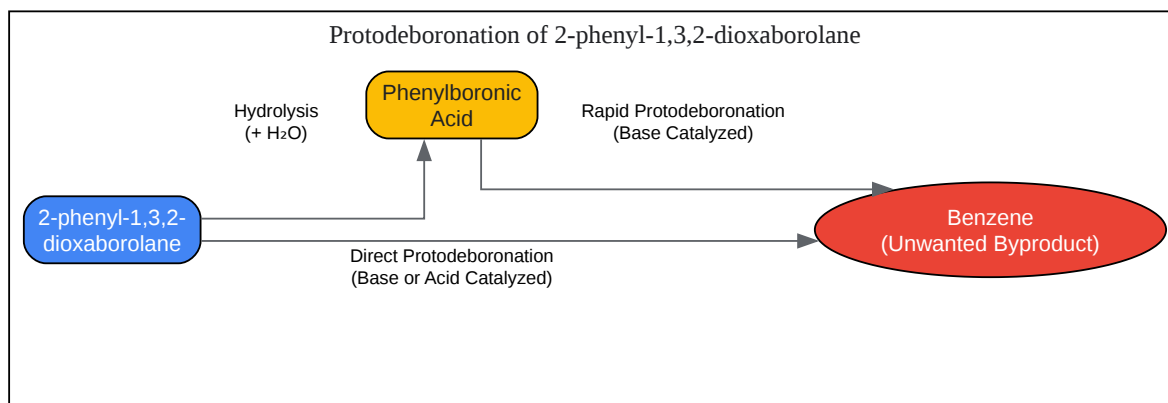 Protodeboronation of 2-phenyl-1,3,2-dioxaborolane
Hydrolysis
(+ H₂O)
Phenylboronic
Acid
Rapid Protodeboronation
(Base Catalyzed)
2-phenyl-1,3,2-
dioxaborolane
Direct Protodeboronation
(Base or Acid Catalyzed)
Benzene
(Unwanted Byproduct)